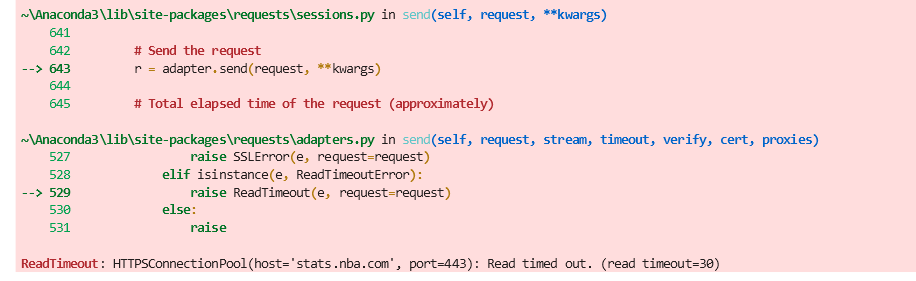 ~\Anaconda3\lib\site-packages\requests\sessions.py in send(self, request, **kwargs)
    641
    642         # Send the request
--> 643         r = adapter.send(request, **kwargs)
    644
    645         # Total elapsed time of the request (approximately)
~\Anaconda3\lib\site-packages\requests\adapters.py in send(self, request, stream, timeout, verify, cert, proxies)
    527                 raise SSLError(e, request=request)
    528             elif isinstance(e, ReadTimeoutError):
--> 529                 raise ReadTimeout(e, request=request)
    530             else:
    531                 raise
ReadTimeout: HTTPSConnectionPool(host='stats.nba.com', port=443): Read timed out. (read timeout=30)